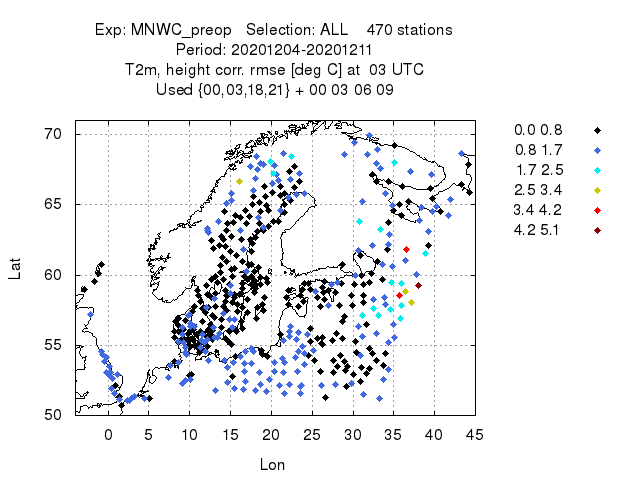 Exp: MNWC_preop   Selection: ALL    470 stations
Period: 20201204-20201211
T2m, height corr. rmse [deg C] at  03 UTC
Used {00,03,18,21} + 00 03 06 09
70
65
60
55
50
Lat
0 5 10 15 20 25 30 35 40 45
Lon
0.0 0.8
0.8 1.7
1.7 2.5
2.5 3.4
3.4 4.2
4.2 5.1